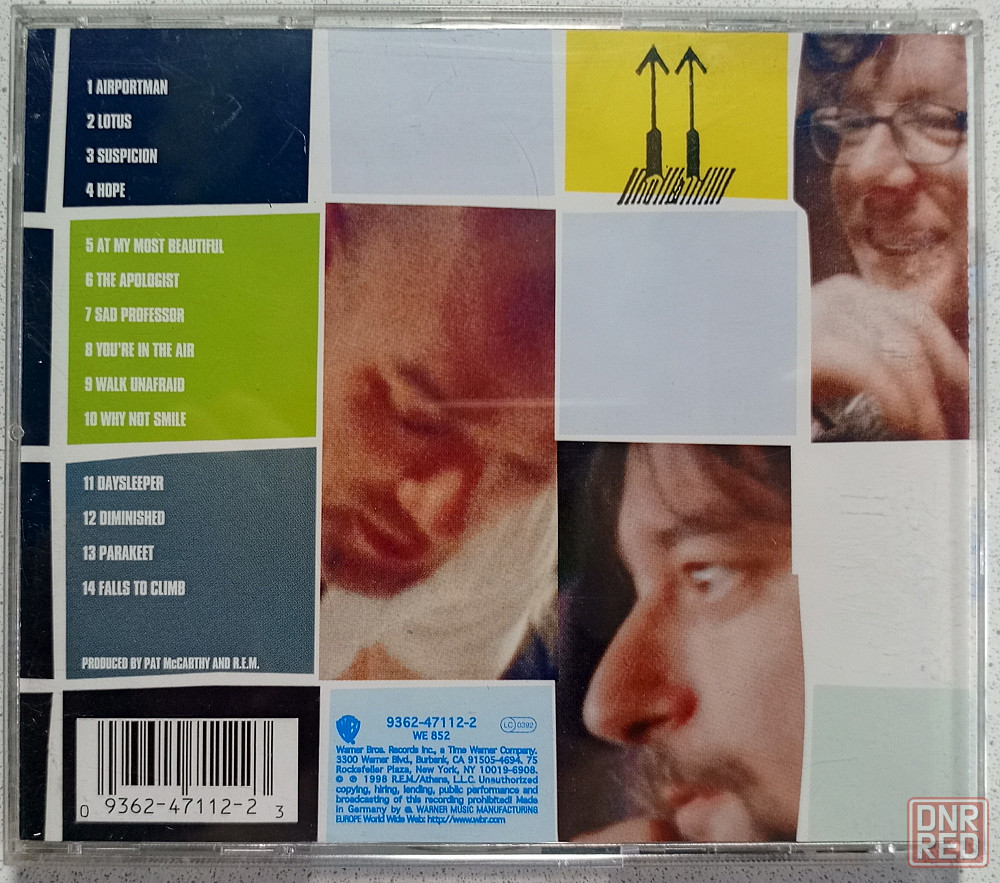 1 AIRPORTMAN
2 LOTUS
3 SUSPICION
4 HOPE
5 AT MY MOST BEAUTIFUL
6 THE APOLOGIST
7 SAD PROFESSOR
8 YOU'RE IN THE AIR
9 WALK UNAFRAID
10 WHY NOT SMILE
11 DAYSLEEPER
12 DIMINISHED
13 PARAKEET
14 FALLS TO CLIMB
PRODUCED BY PAT McCARTHY AND R.E.M.
0 9362-47112-2 3
9362-47112-2
LC 0392
WE 852
Warner Bros. Records Inc., a Time Warner Company.
3300 Warner Blvd., Burbank, CA 91505-4694. 75
Rockefeller Plaza, New York, NY 10019-6908.
© ℗ 1998 R.E.M./Athens, L.L.C. Unauthorized
copying, hiring, lending, public performance and
broadcasting of this recording prohibited! Made
in Germany by WARNER MUSIC MANUFACTURING
EUROPE World Wide Web: http://www.wbr.com
DNR
RED